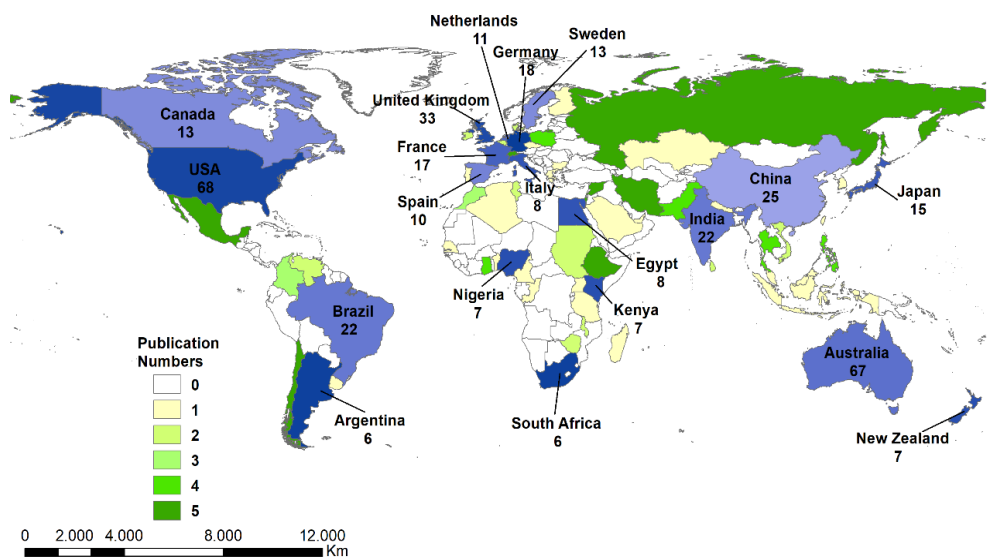 Netherlands
11
Sweden
13
Germany
18
United Kingdom
33
Canada
13
France
17
USA
68
Italy
8
Spain
10
China
25
Japan
15
India
22
Egypt
8
Nigeria
7
Kenya
7
Brazil
22
Australia
67
Argentina
6
South Africa
6
New Zealand
7
Publication
Numbers
0
1
2
3
4
5
0 2.000 4.000 8.000 12.000
Km